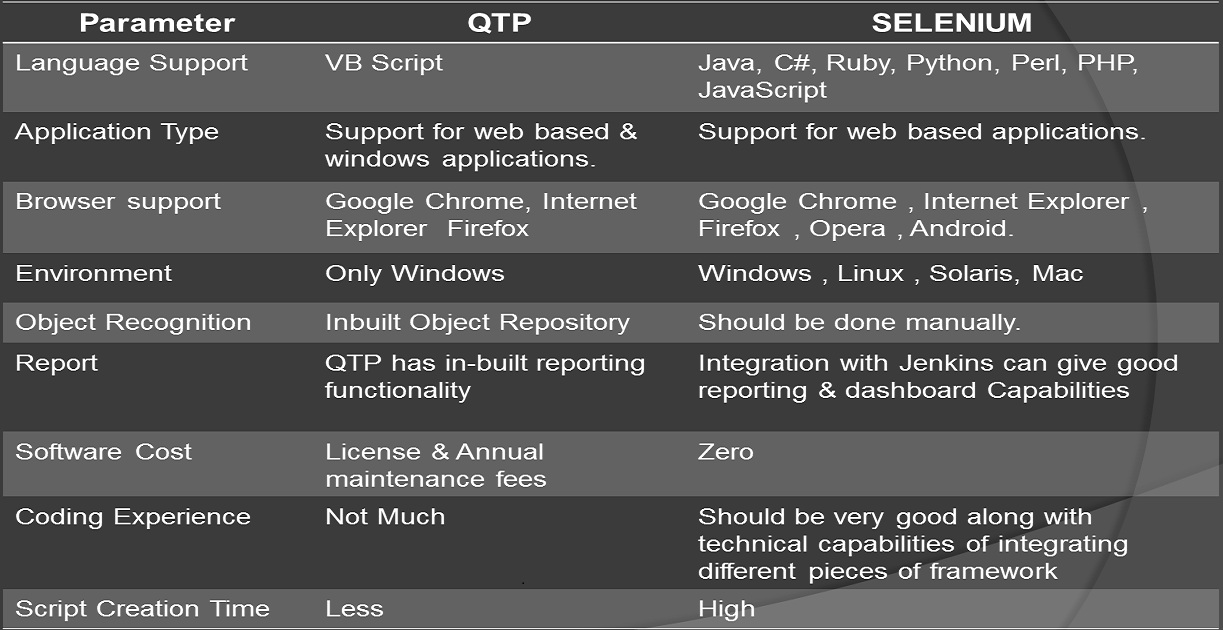 Parameter QTP SELENIUM
Language Support VB Script Java, C#, Ruby, Python, Perl, PHP,
JavaScript
Application Type Support for web based & Support for web based applications.
windows applications.
Browser support Google Chrome, Internet Google Chrome , Internet Explorer ,
Explorer Firefox Firefox , Opera , Android.
Environment Only Windows Windows , Linux , Solaris, Mac
Object Recognition Inbuilt Object Repository Should be done manually.
Report QTP has in-built reporting Integration with Jenkins can give good
functionality reporting & dashboard Capabilities
Software Cost License & Annual Zero
maintenance fees
Coding Experience Not Much Should be very good along with
technical capabilities of integrating
different pieces of framework
Script Creation Time Less High